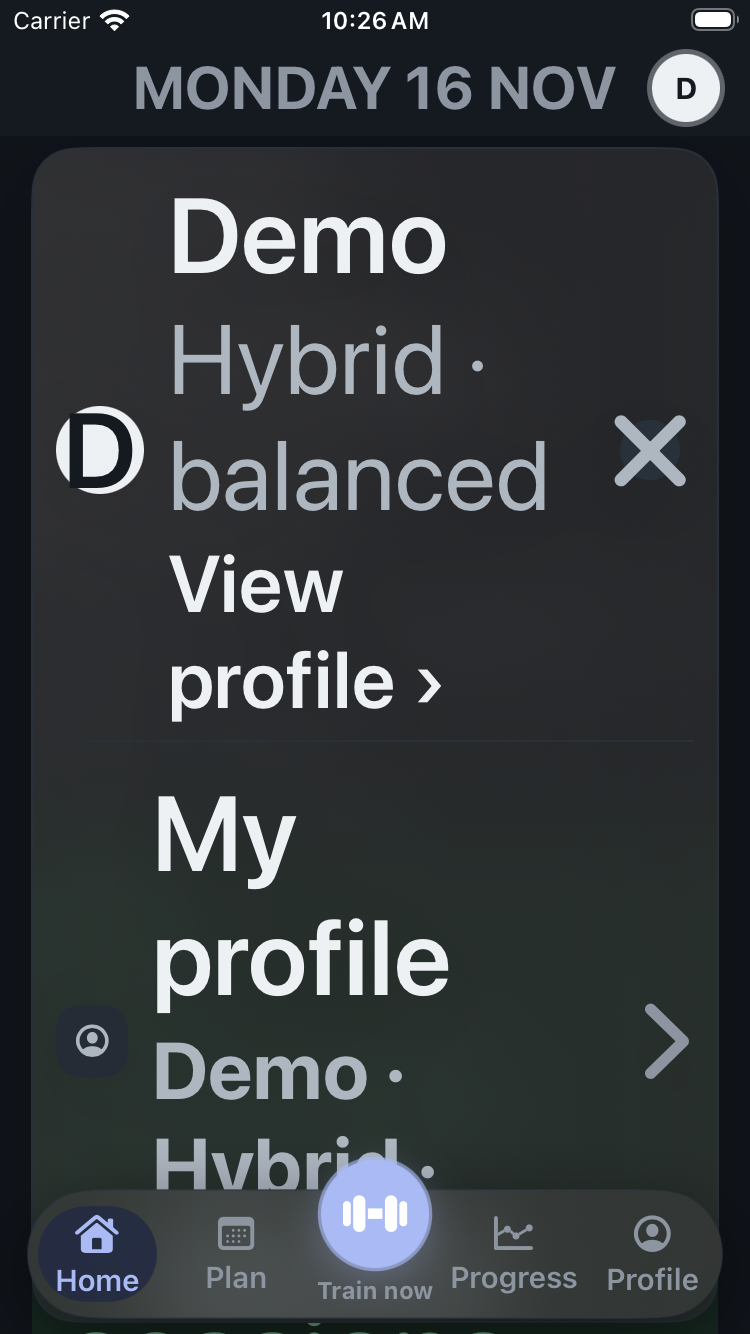 Carrier 10:26 AM
MONDAY 16 NOV D
Demo
Hybrid ·
D
balanced
View
profile ›
My
profile
Demo ·
Hybrid ·
Home Plan Train now Progress Profile